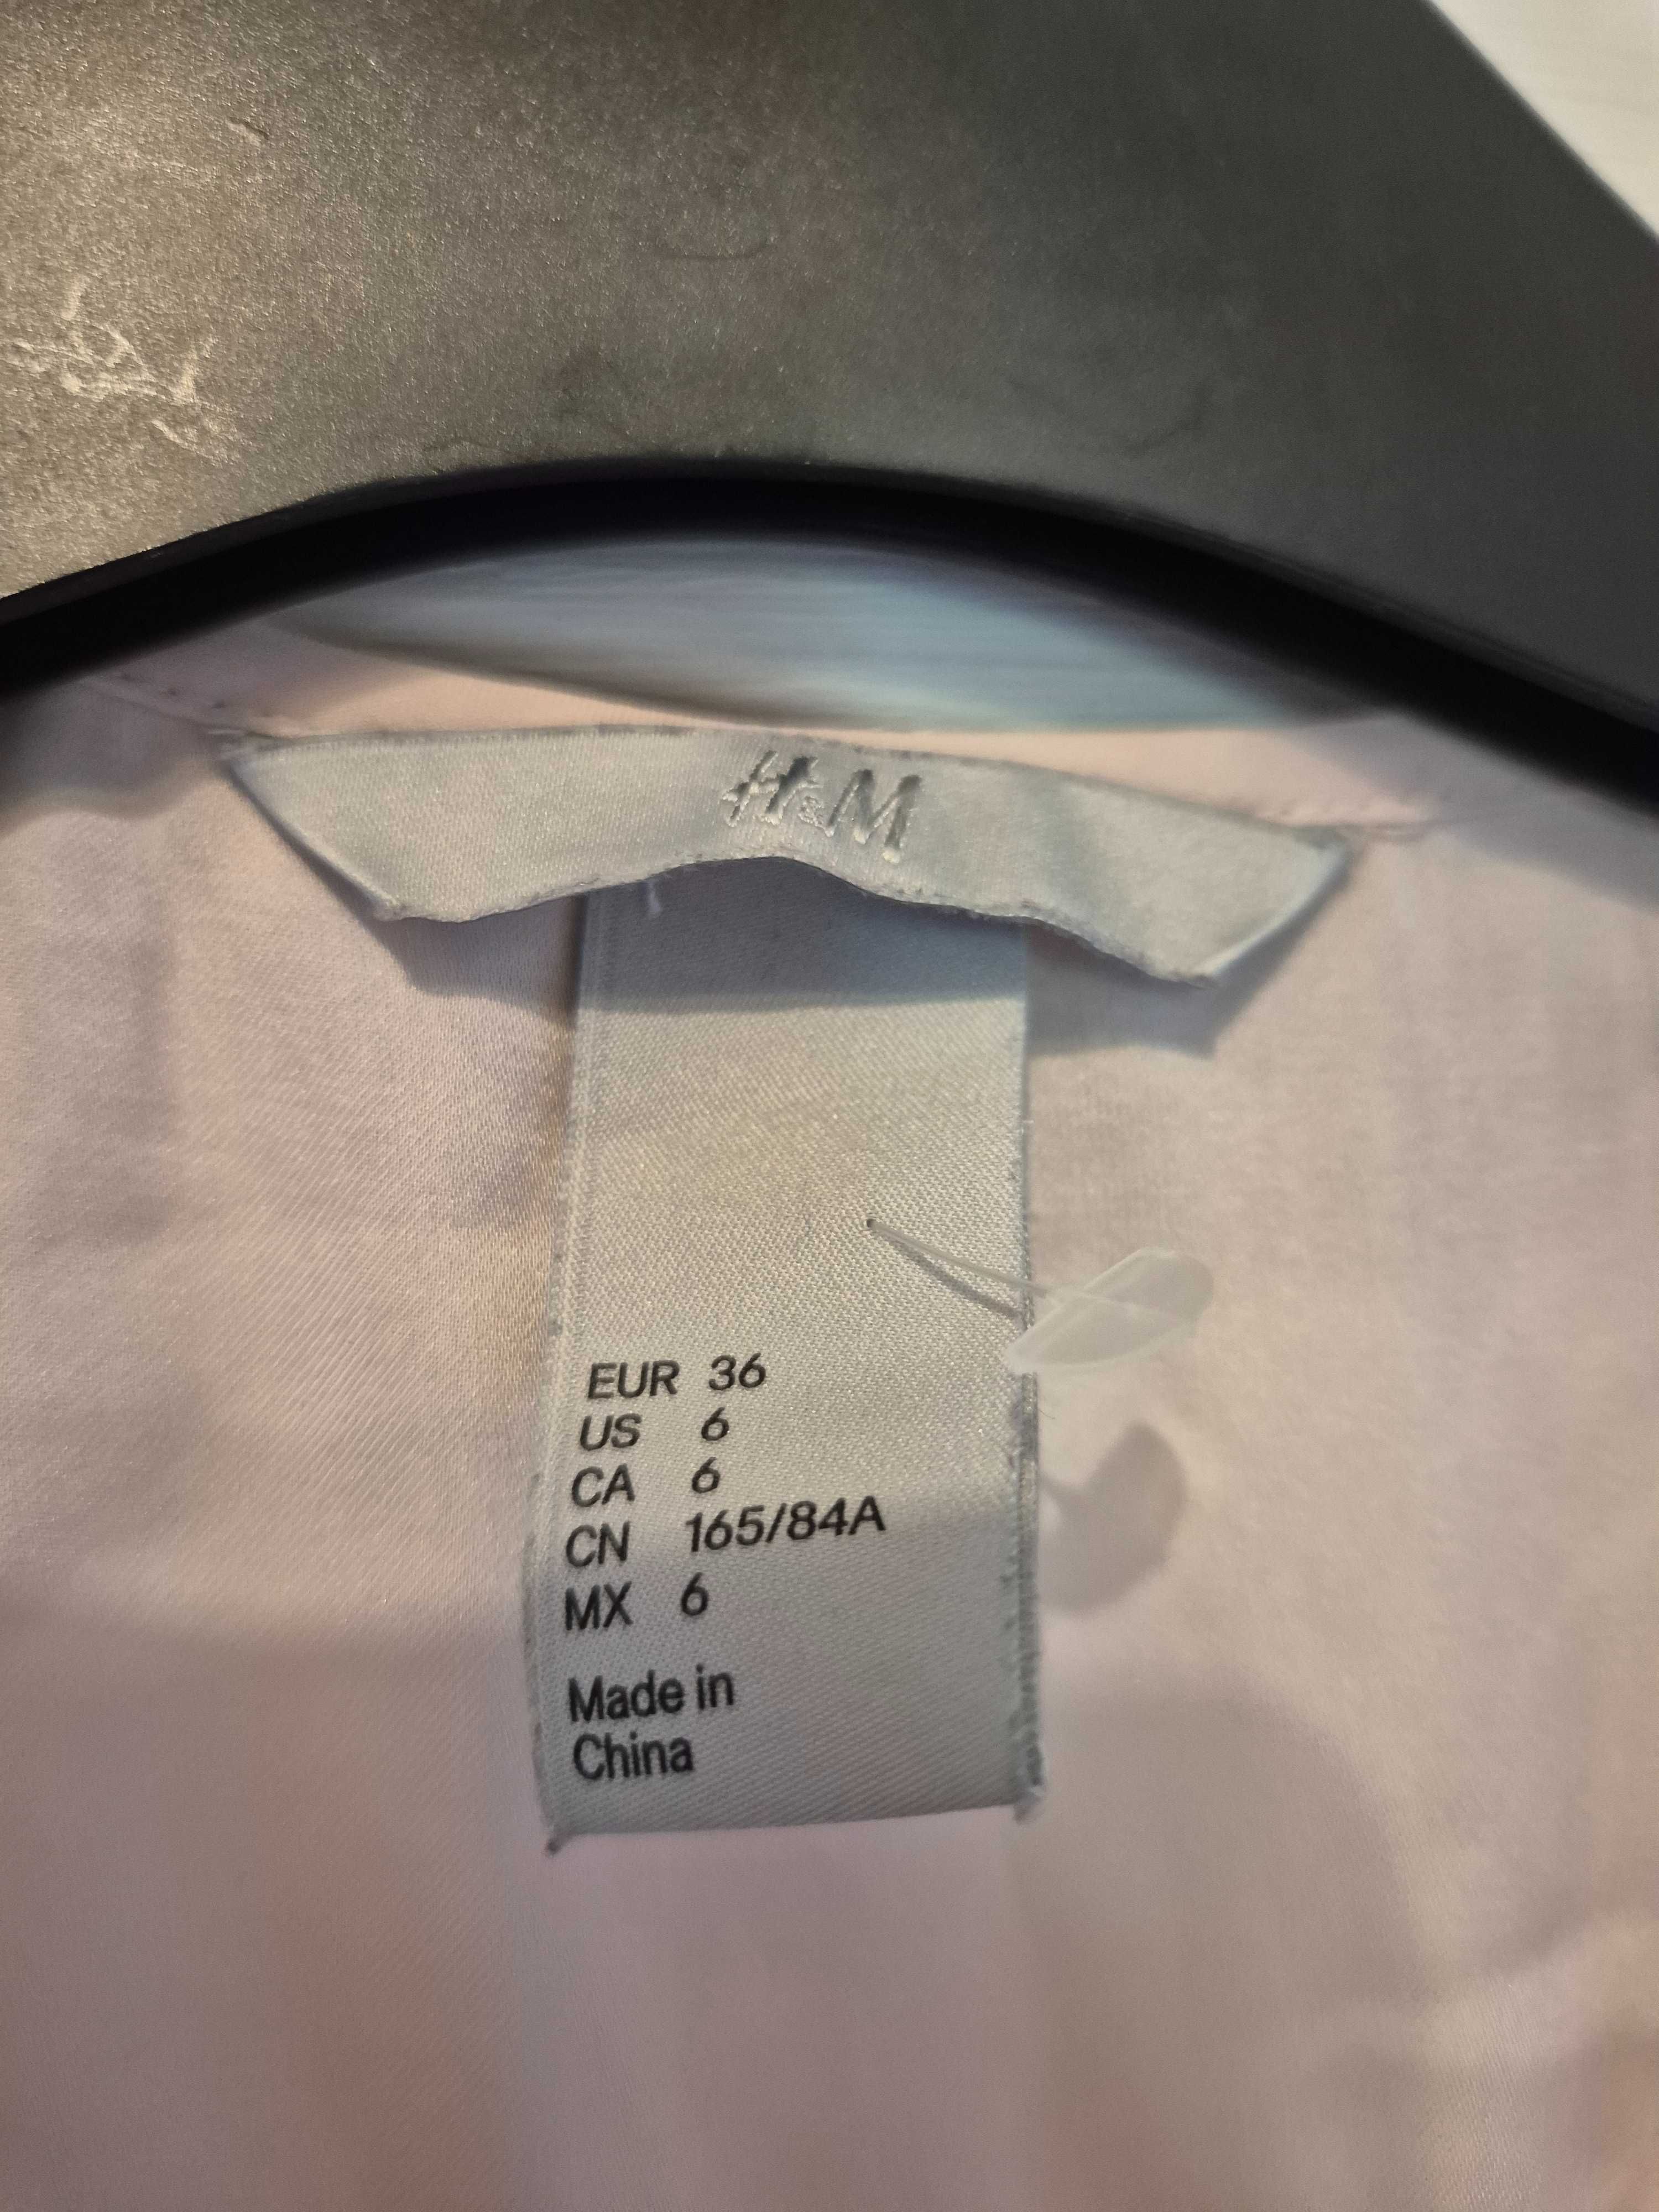 H&M
EUR 36
US 6
CA 6
CN 165/84A
MX 6
Made in
China